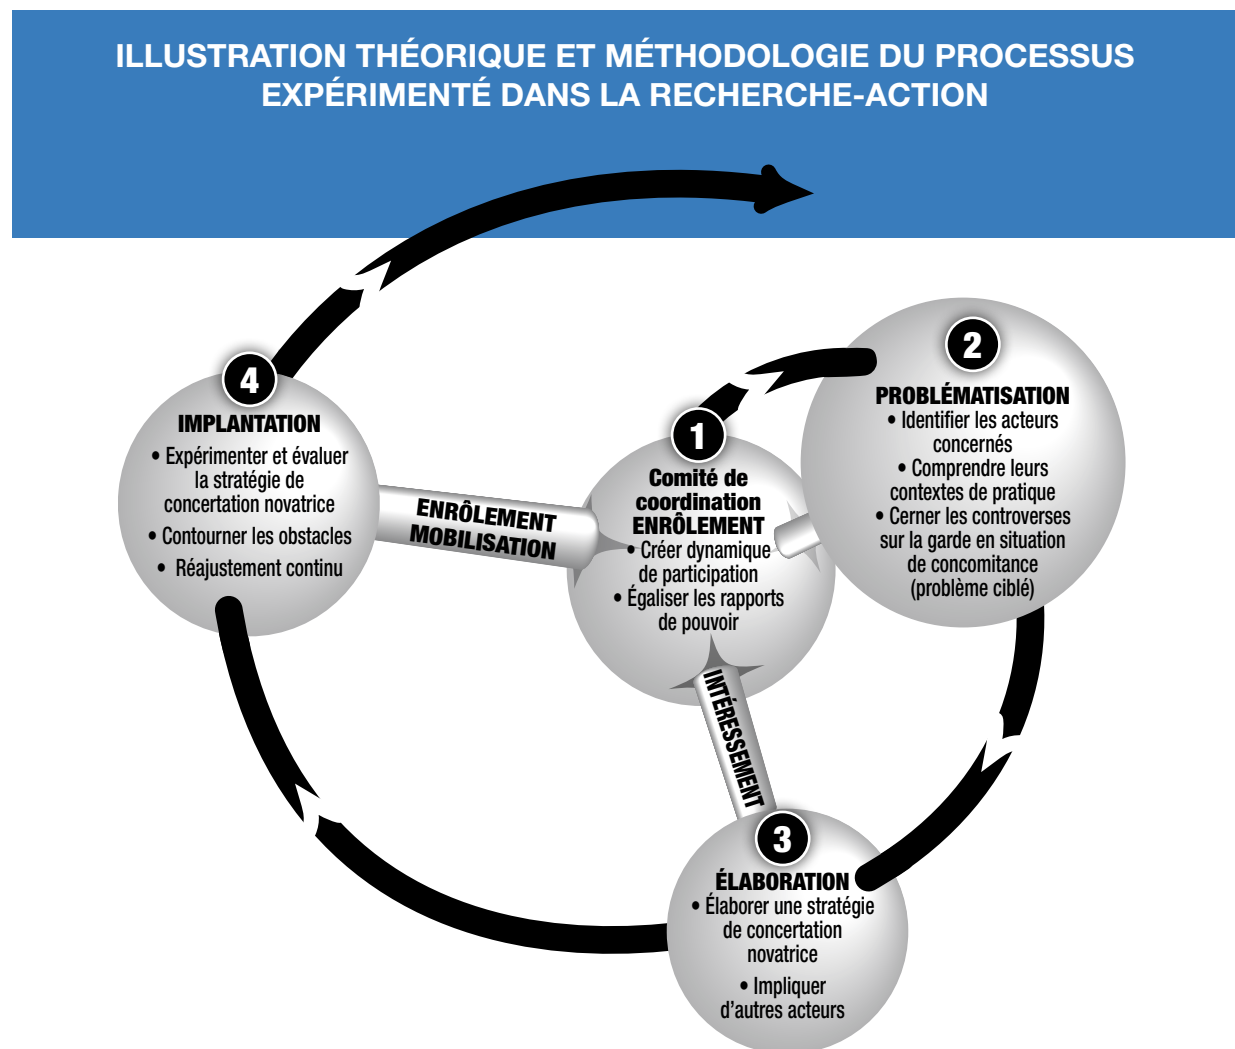 ILLUSTRATION THÉORIQUE ET MÉTHODOLOGIE DU PROCESSUS
EXPÉRIMENTÉ DANS LA RECHERCHE-ACTION
1
Comité de
coordination
ENRÔLEMENT
• Créer dynamique
de participation
• Égaliser les rapports
de pouvoir
2
PROBLÉMATISATION
• Identifier les acteurs
concernés
• Comprendre leurs
contextes de pratique
• Cerner les controverses
sur la garde en situation
de concomitance
(problème ciblé)
INTÉRESSEMENT
3
ÉLABORATION
• Élaborer une stratégie
de concertation
novatrice
• Impliquer
d'autres acteurs
4
IMPLANTATION
• Expérimenter et évaluer
la stratégie de
concertation novatrice
• Contourner les obstacles
• Réajustement continu
ENRÔLEMENT
MOBILISATION